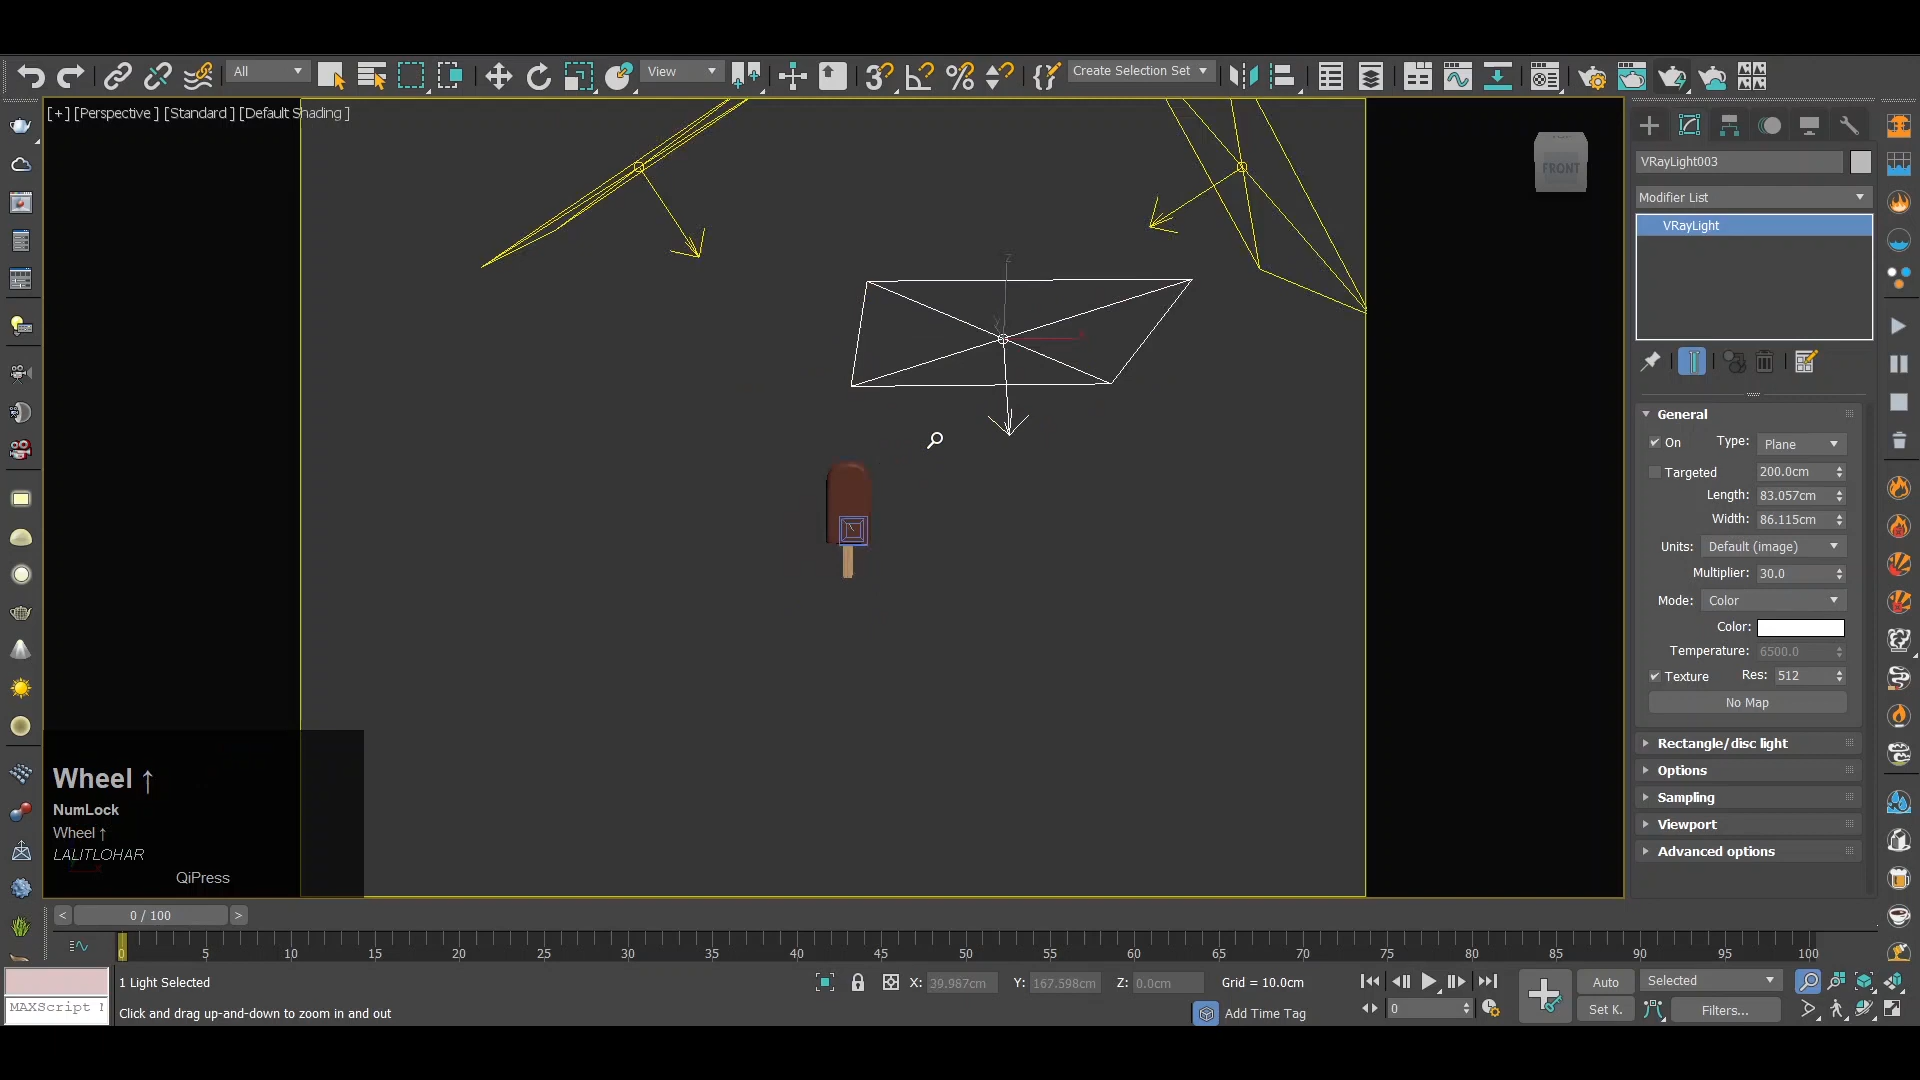 All
View
Create Selection Set
[+] [Perspective ] [Standard ] [Default Shading ]
FRONT
VRayLight003
Modifier List
VRayLight
General
On
Type:
Plane
Targeted
200.0cm
Length:
83.057cm
Width:
86.115cm
Units:
Default (image)
Multiplier:
30.0
Mode:
Color
Color:
Temperature:
6500.0
Texture
Res:
512
No Map
Rectangle/disc light
Options
Sampling
Viewport
Advanced options
z
y
x
Wheel ↑
NumLock
Wheel ↑
LALITLOHAR
QiPress
<
0 / 100
>
0
5
10
15
20
25
30
35
40
45
50
55
60
65
70
75
80
85
90
95
100
1 Light Selected
X:
39.987cm
Y:
167.598cm
Z:
0.0cm
Grid = 10.0cm
Auto
Selected
MAXScript
Click and drag up-and-down to zoom in and out
Add Time Tag
0
Set K.
Filters...